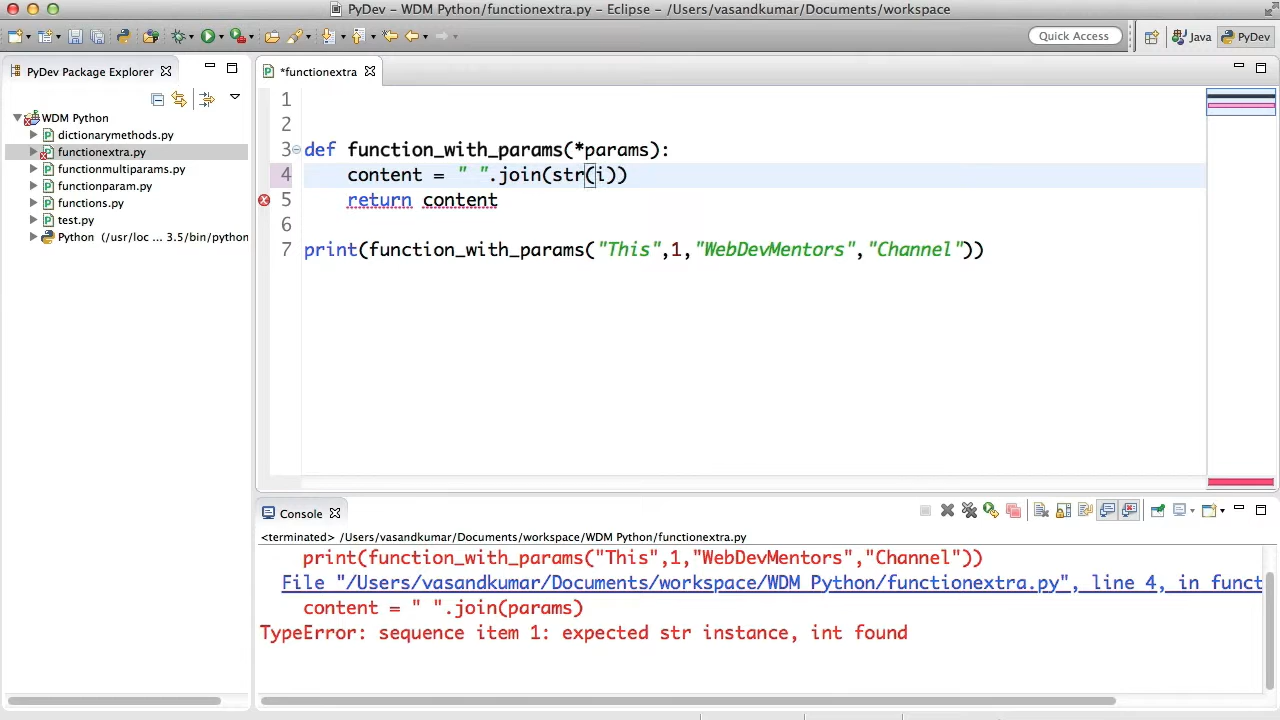 PyDev - WDM Python/functionextra.py - Eclipse - /Users/vasandkumar/Documents/workspace
Quick Access
Java
PyDev
PyDev Package Explorer
*functionextra
WDM Python
dictionarymethods.py
functionextra.py
functionmultiparams.py
functionparam.py
functions.py
test.py
Python (/usr/loc ... 3.5/bin/python
1
2
3 def function_with_params(*params):
4 content = " ".join(str(i))
5 return content
6
7 print(function_with_params("This",1,"WebDevMentors","Channel"))
Console
<terminated> /Users/vasandkumar/Documents/workspace/WDM Python/functionextra.py
print(function_with_params("This",1,"WebDevMentors","Channel"))
File "/Users/vasandkumar/Documents/workspace/WDM Python/functionextra.py", line 4, in funct
content = " ".join(params)
TypeError: sequence item 1: expected str instance, int found